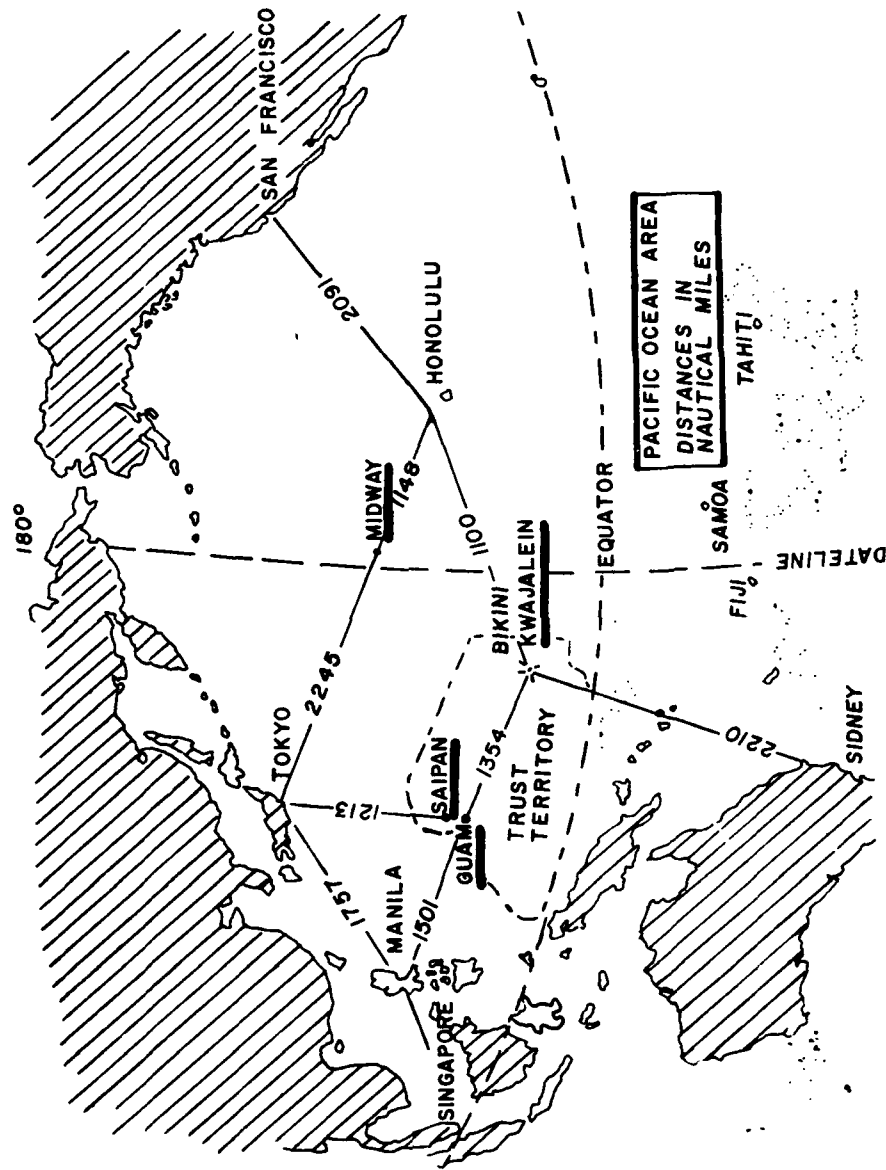 180°
SAN FRANCISCO
2091
HONOLULU
MIDWAY
1148
1100
2245
TOKYO
1213
1757
SAIPAN
GUAM
1354
BIKINI
KWAJALEIN
MANILA
1501
TRUST
TERRITORY
SINGAPORE
EQUATOR
PACIFIC OCEAN AREA
DISTANCES IN
NAUTICAL MILES
TAHITI
SAMOA
FIJI
DATELINE
2210
SIDNEY